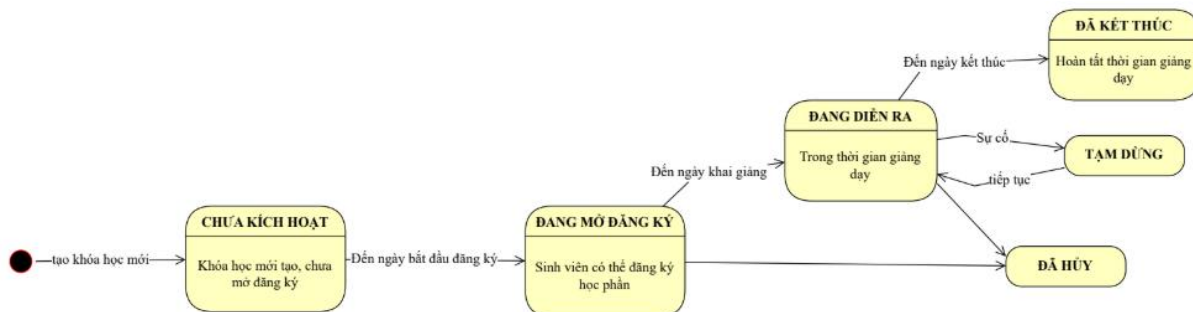 ĐÃ KẾT THÚC
Hoàn tất thời gian giảng
dạy
Đến ngày kết thúc
ĐANG DIỄN RA
Trong thời gian giảng
dạy
Sự cố
TẠM DỪNG
tiếp tục
Đến ngày khai giảng
CHƯA KÍCH HOẠT
Khóa học mới tạo, chưa
mở đăng ký
ĐANG MỞ ĐĂNG KÝ
Sinh viên có thể đăng ký
học phần
tạo khóa học mới
Đến ngày bắt đầu đăng ký
ĐÃ HỦY